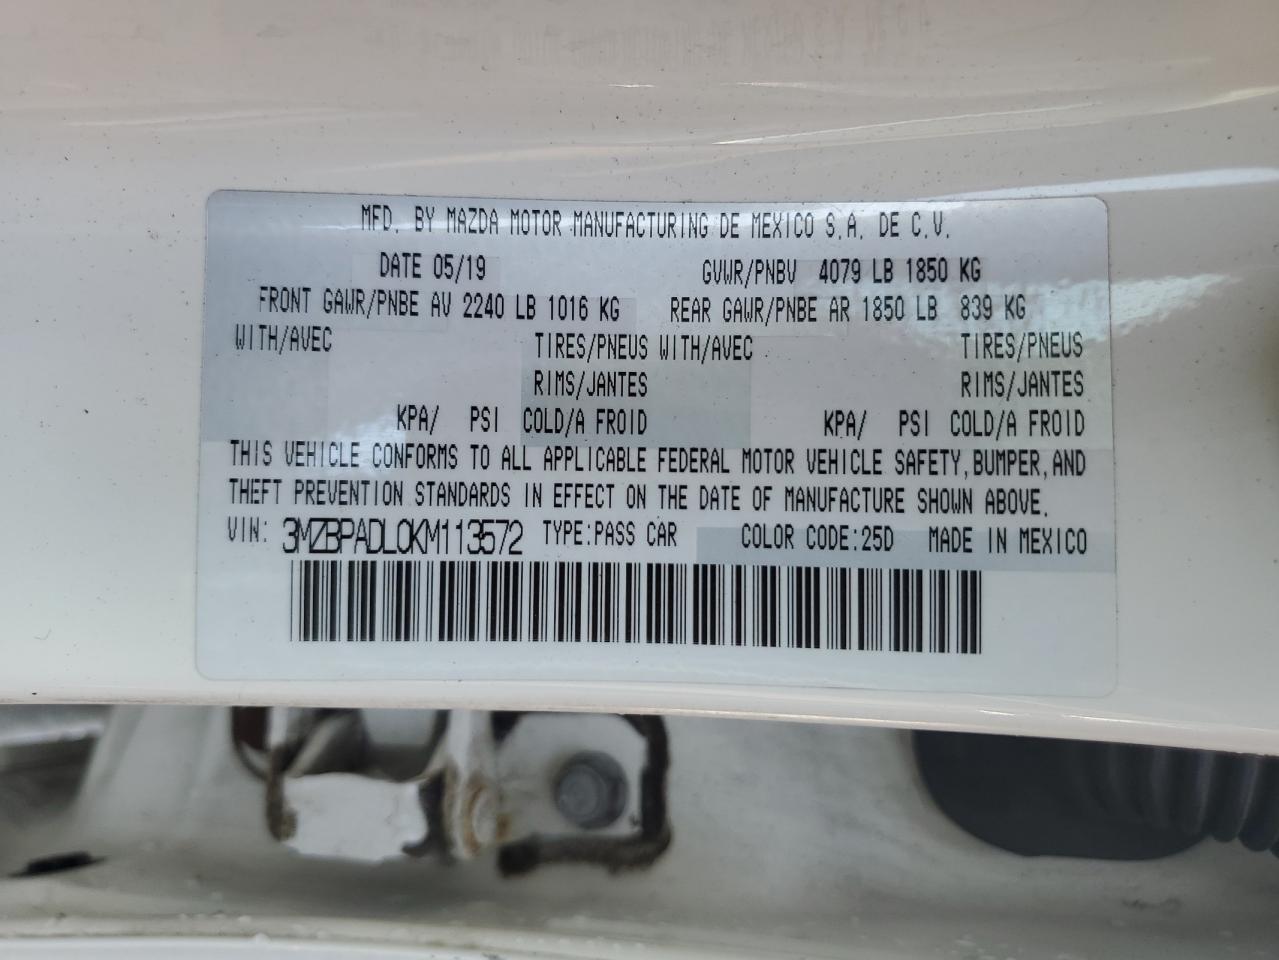 MFD. BY MAZDA MOTOR MANUFACTURING DE MEXICO S.A. DE C.V.
DATE 05/19 GVWR/PNBV 4079 LB 1850 KG
FRONT GAWR/PNBE AV 2240 LB 1016 KG REAR GAWR/PNBE AR 1850 LB 839 KG
WITH/AVEC TIRES/PNEUS WITH/AVEC TIRES/PNEUS
RIMS/JANTES RIMS/JANTES
KPA/ PSI COLD/A FROID KPA/ PSI COLD/A FROID
THIS VEHICLE CONFORMS TO ALL APPLICABLE FEDERAL MOTOR VEHICLE SAFETY, BUMPER, AND
THEFT PREVENTION STANDARDS IN EFFECT ON THE DATE OF MANUFACTURE SHOWN ABOVE.
VIN: 3MZBPADL0KM113572 TYPE:PASS CAR COLOR CODE:25D MADE IN MEXICO